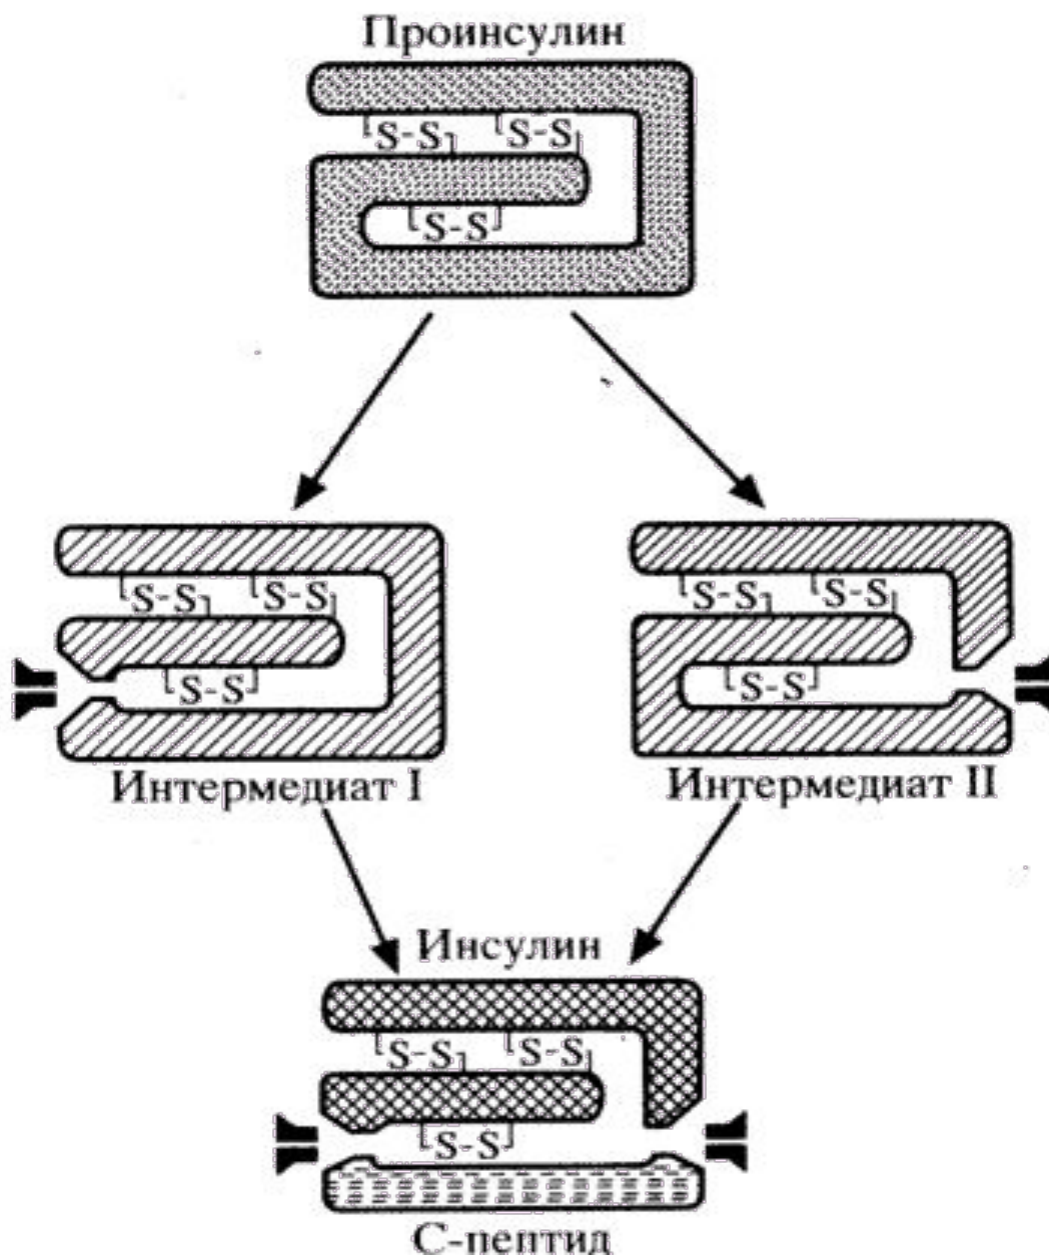 Проинсулин
S-S S-S
S-S
S-S S-S
S-S
Интермедиат I
S-S S-S
S-S
Интермедиат II
Инсулин
S-S S-S
S-S
С-пептид